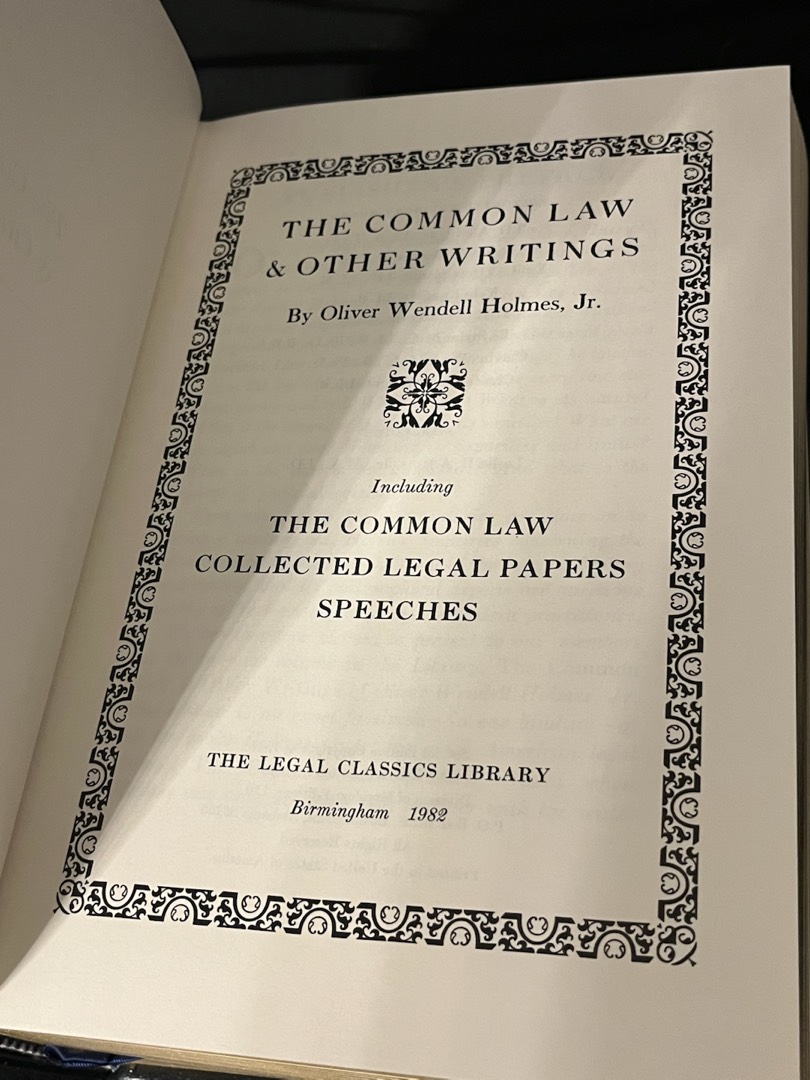 THE COMMON LAW
& OTHER WRITINGS
By Oliver Wendell Holmes, Jr.
Including
THE COMMON LAW
COLLECTED LEGAL PAPERS
SPEECHES
THE LEGAL CLASSICS LIBRARY
Birmingham 1982